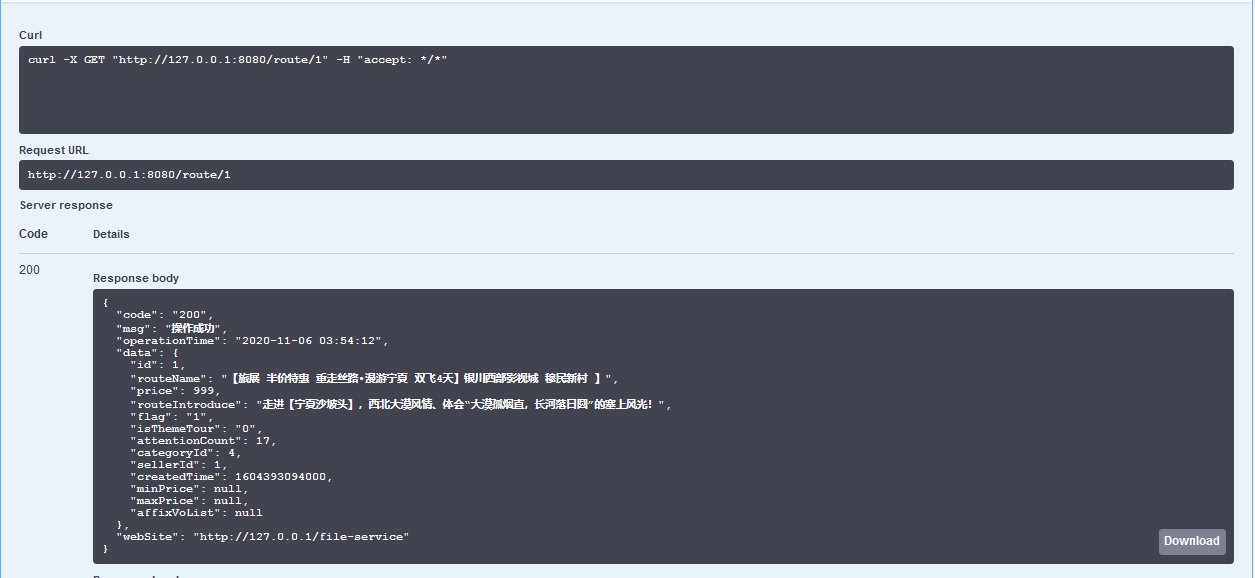 Curl
curl -X GET "http://127.0.0.1:8080/route/1" -H "accept: */*"
Request URL
http://127.0.0.1:8080/route/1
Server response
Code Details
200
Response body
{
"code": "200",
"msg": "操作成功",
"operationTime": "2020-11-06 03:54:12",
"data": {
"id": 1,
"routeName": "【旅展 半价特惠 重走丝路•漫游宁夏 双飞4天】银川西部影视城 穆民新村 】",
"price": 999,
"routeIntroduce": "走进【宁夏沙坡头】，西北大漠风情、体会“大漠孤烟直，长河落日圆”的塞上风光！",
"flag": "1",
"isThemeTour": "0",
"attentionCount": 17,
"categoryId": 4,
"sellerId": 1,
"createdTime": 1604393094000,
"minPrice": null,
"maxPrice": null,
"affixVoList": null
},
"webSite": "http://127.0.0.1/file-service"
}
Download